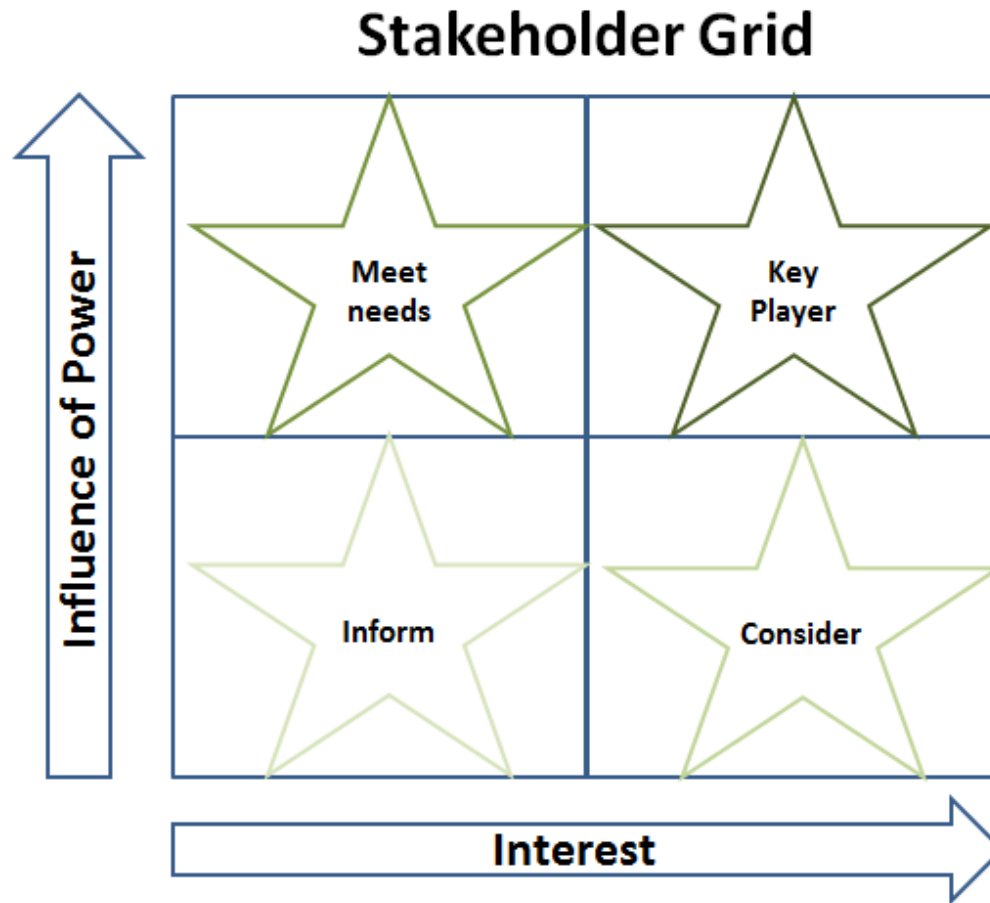 Stakeholder Grid
Influence of Power
Meet
needs
Key
Player
Inform
Consider
Interest